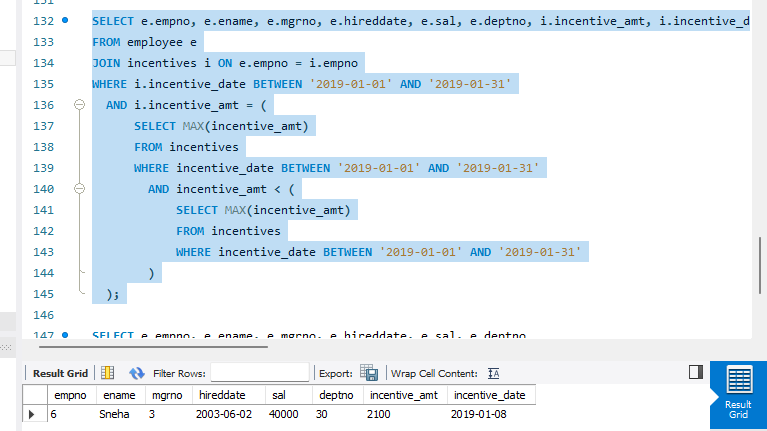 131
132 SELECT e.empno, e.ename, e.mgrno, e.hireddate, e.sal, e.deptno, i.incentive_amt, i.incentive_d
133 FROM employee e
134 JOIN incentives i ON e.empno = i.empno
135 WHERE i.incentive_date BETWEEN '2019-01-01' AND '2019-01-31'
136 AND i.incentive_amt = (
137 SELECT MAX(incentive_amt)
138 FROM incentives
139 WHERE incentive_date BETWEEN '2019-01-01' AND '2019-01-31'
140 AND incentive_amt < (
141 SELECT MAX(incentive_amt)
142 FROM incentives
143 WHERE incentive_date BETWEEN '2019-01-01' AND '2019-01-31'
144 )
145 );
146
147 SELECT e.empno, e.ename, e.mgrno, e.hireddate, e.sal, e.deptno
Result Grid Filter Rows: Export: Wrap Cell Content:
empno ename mgrno hireddate sal deptno incentive_amt incentive_date
6 Sneha 3 2003-06-02 40000 30 2100 2019-01-08
Result
Grid